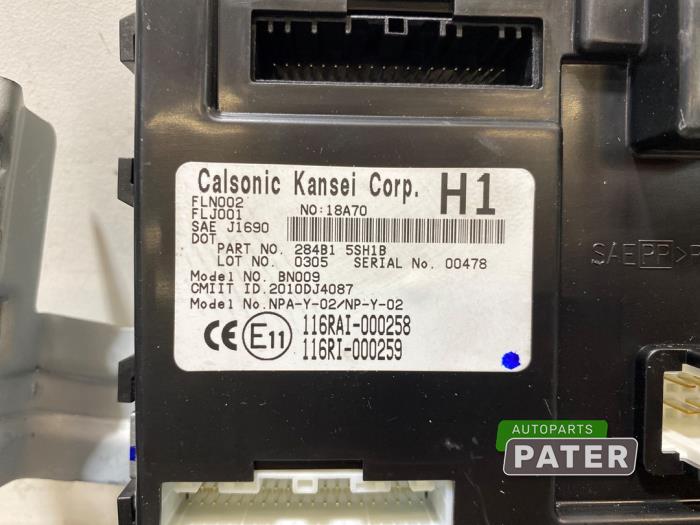 Calsonic Kansei Corp. H1
FLN002
FLJ001 NO:18A70
SAE J1690
DOT
PART NO. 284B1 5SH1B
LOT NO. 0305 SERIAL No. 00478
Model No. BN009
CMIIT ID.2010DJ4087
Model No.NPA-Y-02/NP-Y-02
CE E11 116RAI-000258
116RI-000259
SAE PP >P
AUTOPARTS
PATER